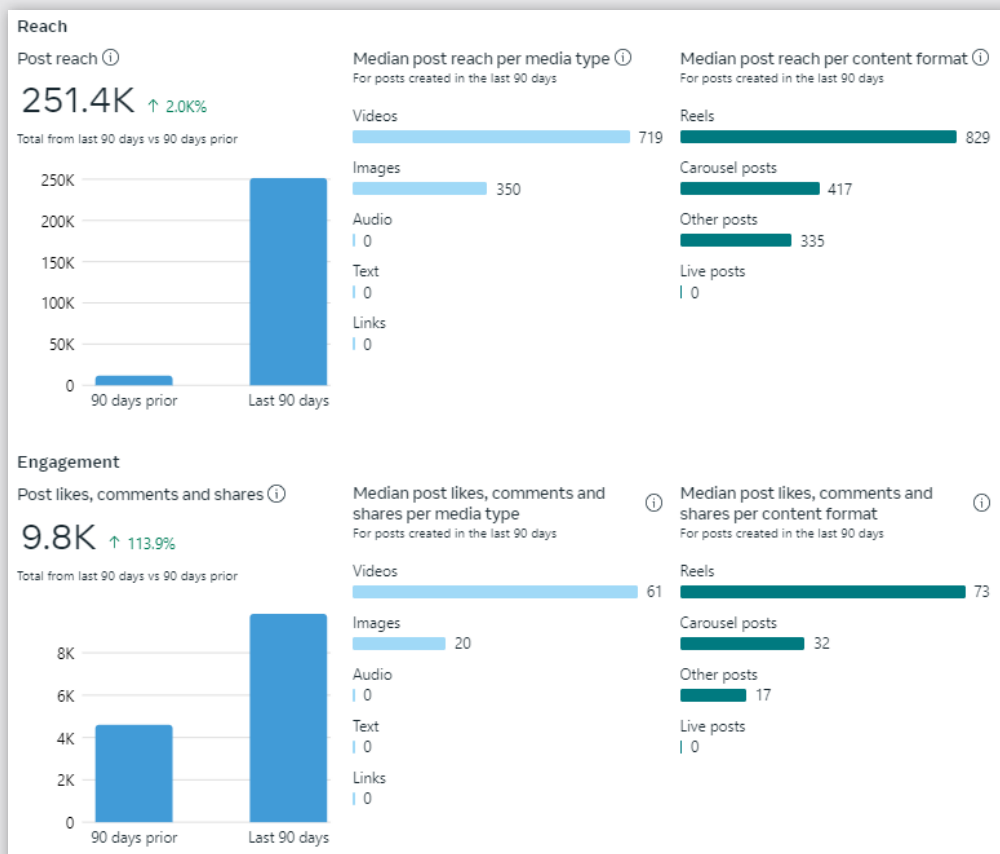 Reach
Post reach
251.4K ↑ 2.0K%
Total from last 90 days vs 90 days prior
250K
200K
150K
100K
50K
0
90 days prior Last 90 days
Median post reach per media type
For posts created in the last 90 days
Videos
719
Images
350
Audio
0
Text
0
Links
0
Median post reach per content format
For posts created in the last 90 days
Reels
829
Carousel posts
417
Other posts
335
Live posts
0
Engagement
Post likes, comments and shares
9.8K ↑ 113.9%
Total from last 90 days vs 90 days prior
8K
6K
4K
2K
0
90 days prior Last 90 days
Median post likes, comments and
shares per media type
For posts created in the last 90 days
Videos
61
Images
20
Audio
0
Text
0
Links
0
Median post likes, comments and
shares per content format
For posts created in the last 90 days
Reels
73
Carousel posts
32
Other posts
17
Live posts
0